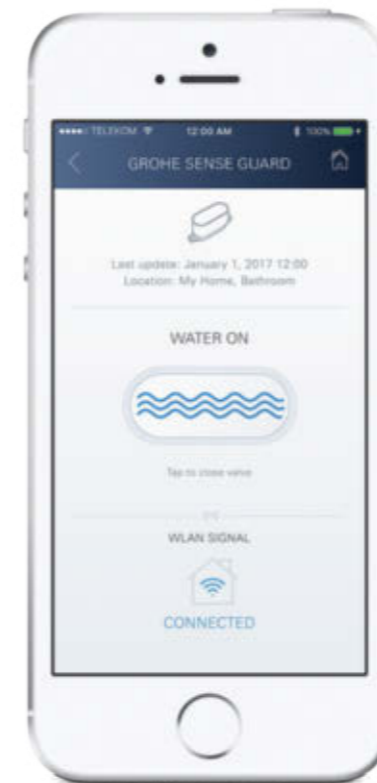 TELEKOM 12:00 AM 100%
GROHE SENSE GUARD
Last update: January 1, 2017 12:00
Location: My Home, Bathroom
WATER ON
Tap to close valve
WLAN SIGNAL
CONNECTED